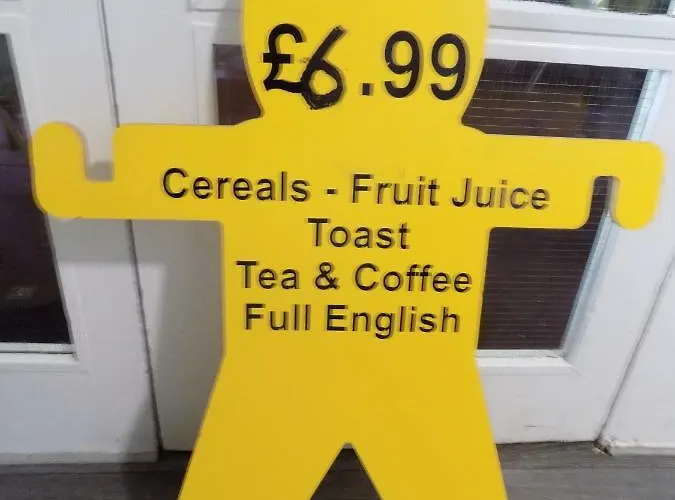 £6.99
Cereals - Fruit Juice
Toast
Tea & Coffee
Full English